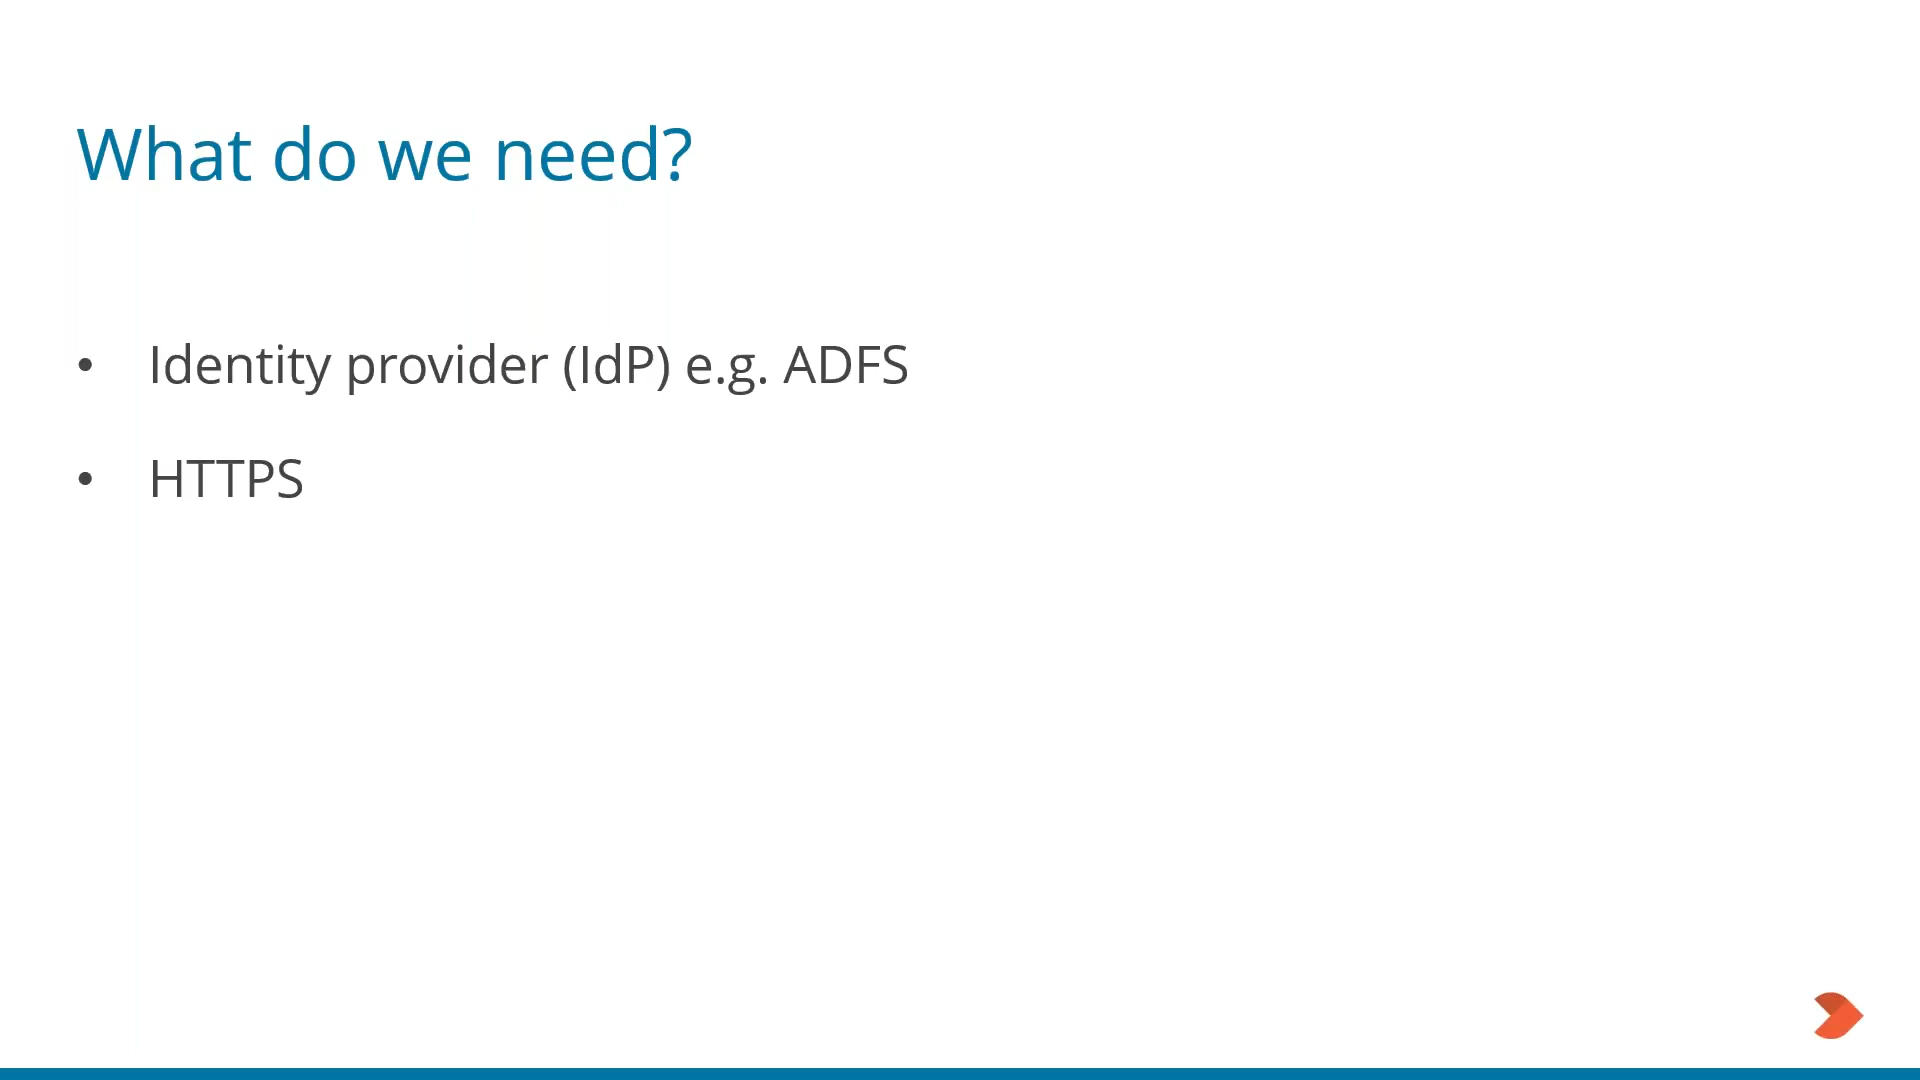 What do we need?
• Identity provider (IdP) e.g. ADFS
• HTTPS